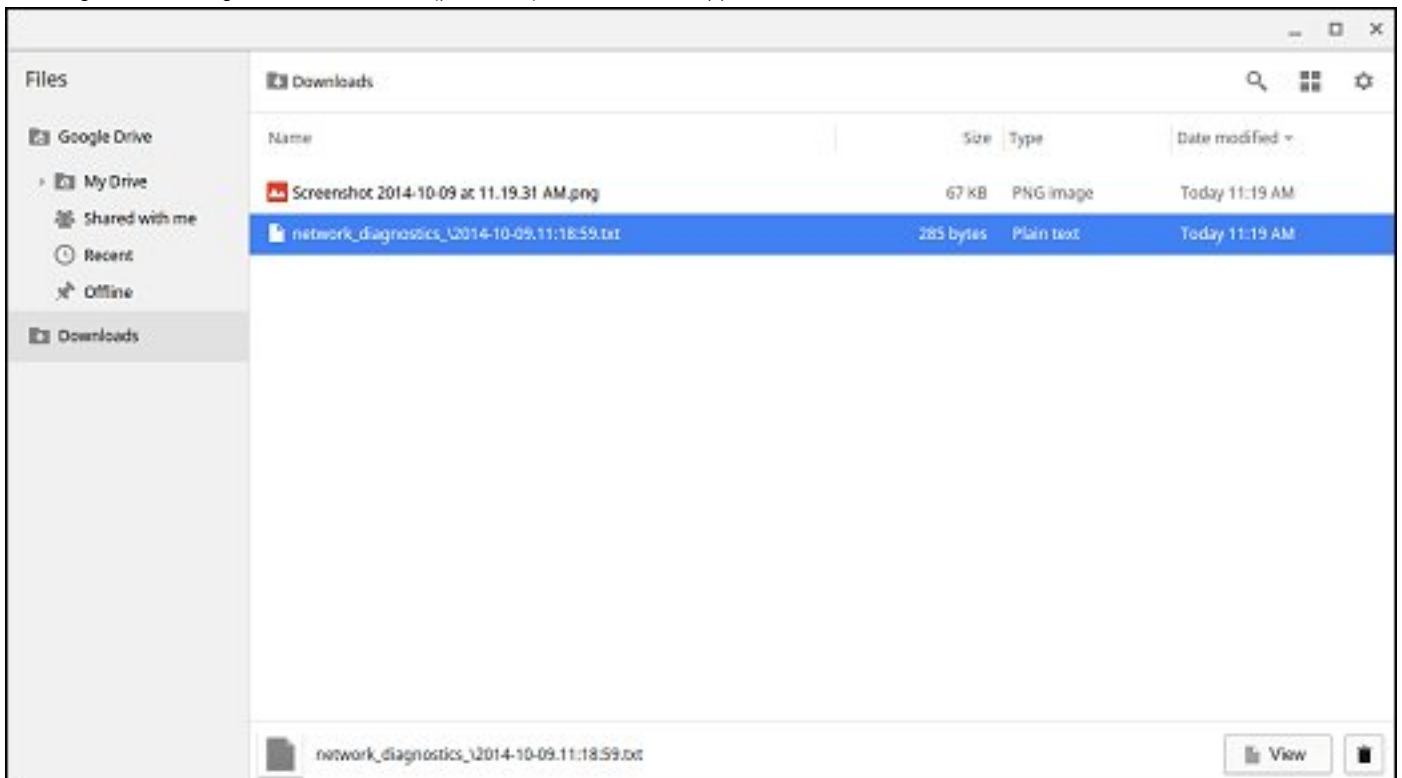 Files
Downloads
Google Drive
Name Size Type Date modified
My Drive
Screenshot 2014-10-09 at 11.19.31 AM.png 67 KB PNG image Today 11:19 AM
Shared with me
network_diagnostics_\2014-10-09.11:18:59.txt 285 bytes Plain text Today 11:19 AM
Recent
Offline
Downloads
network_diagnostics_\2014-10-09.11:18:59.txt View